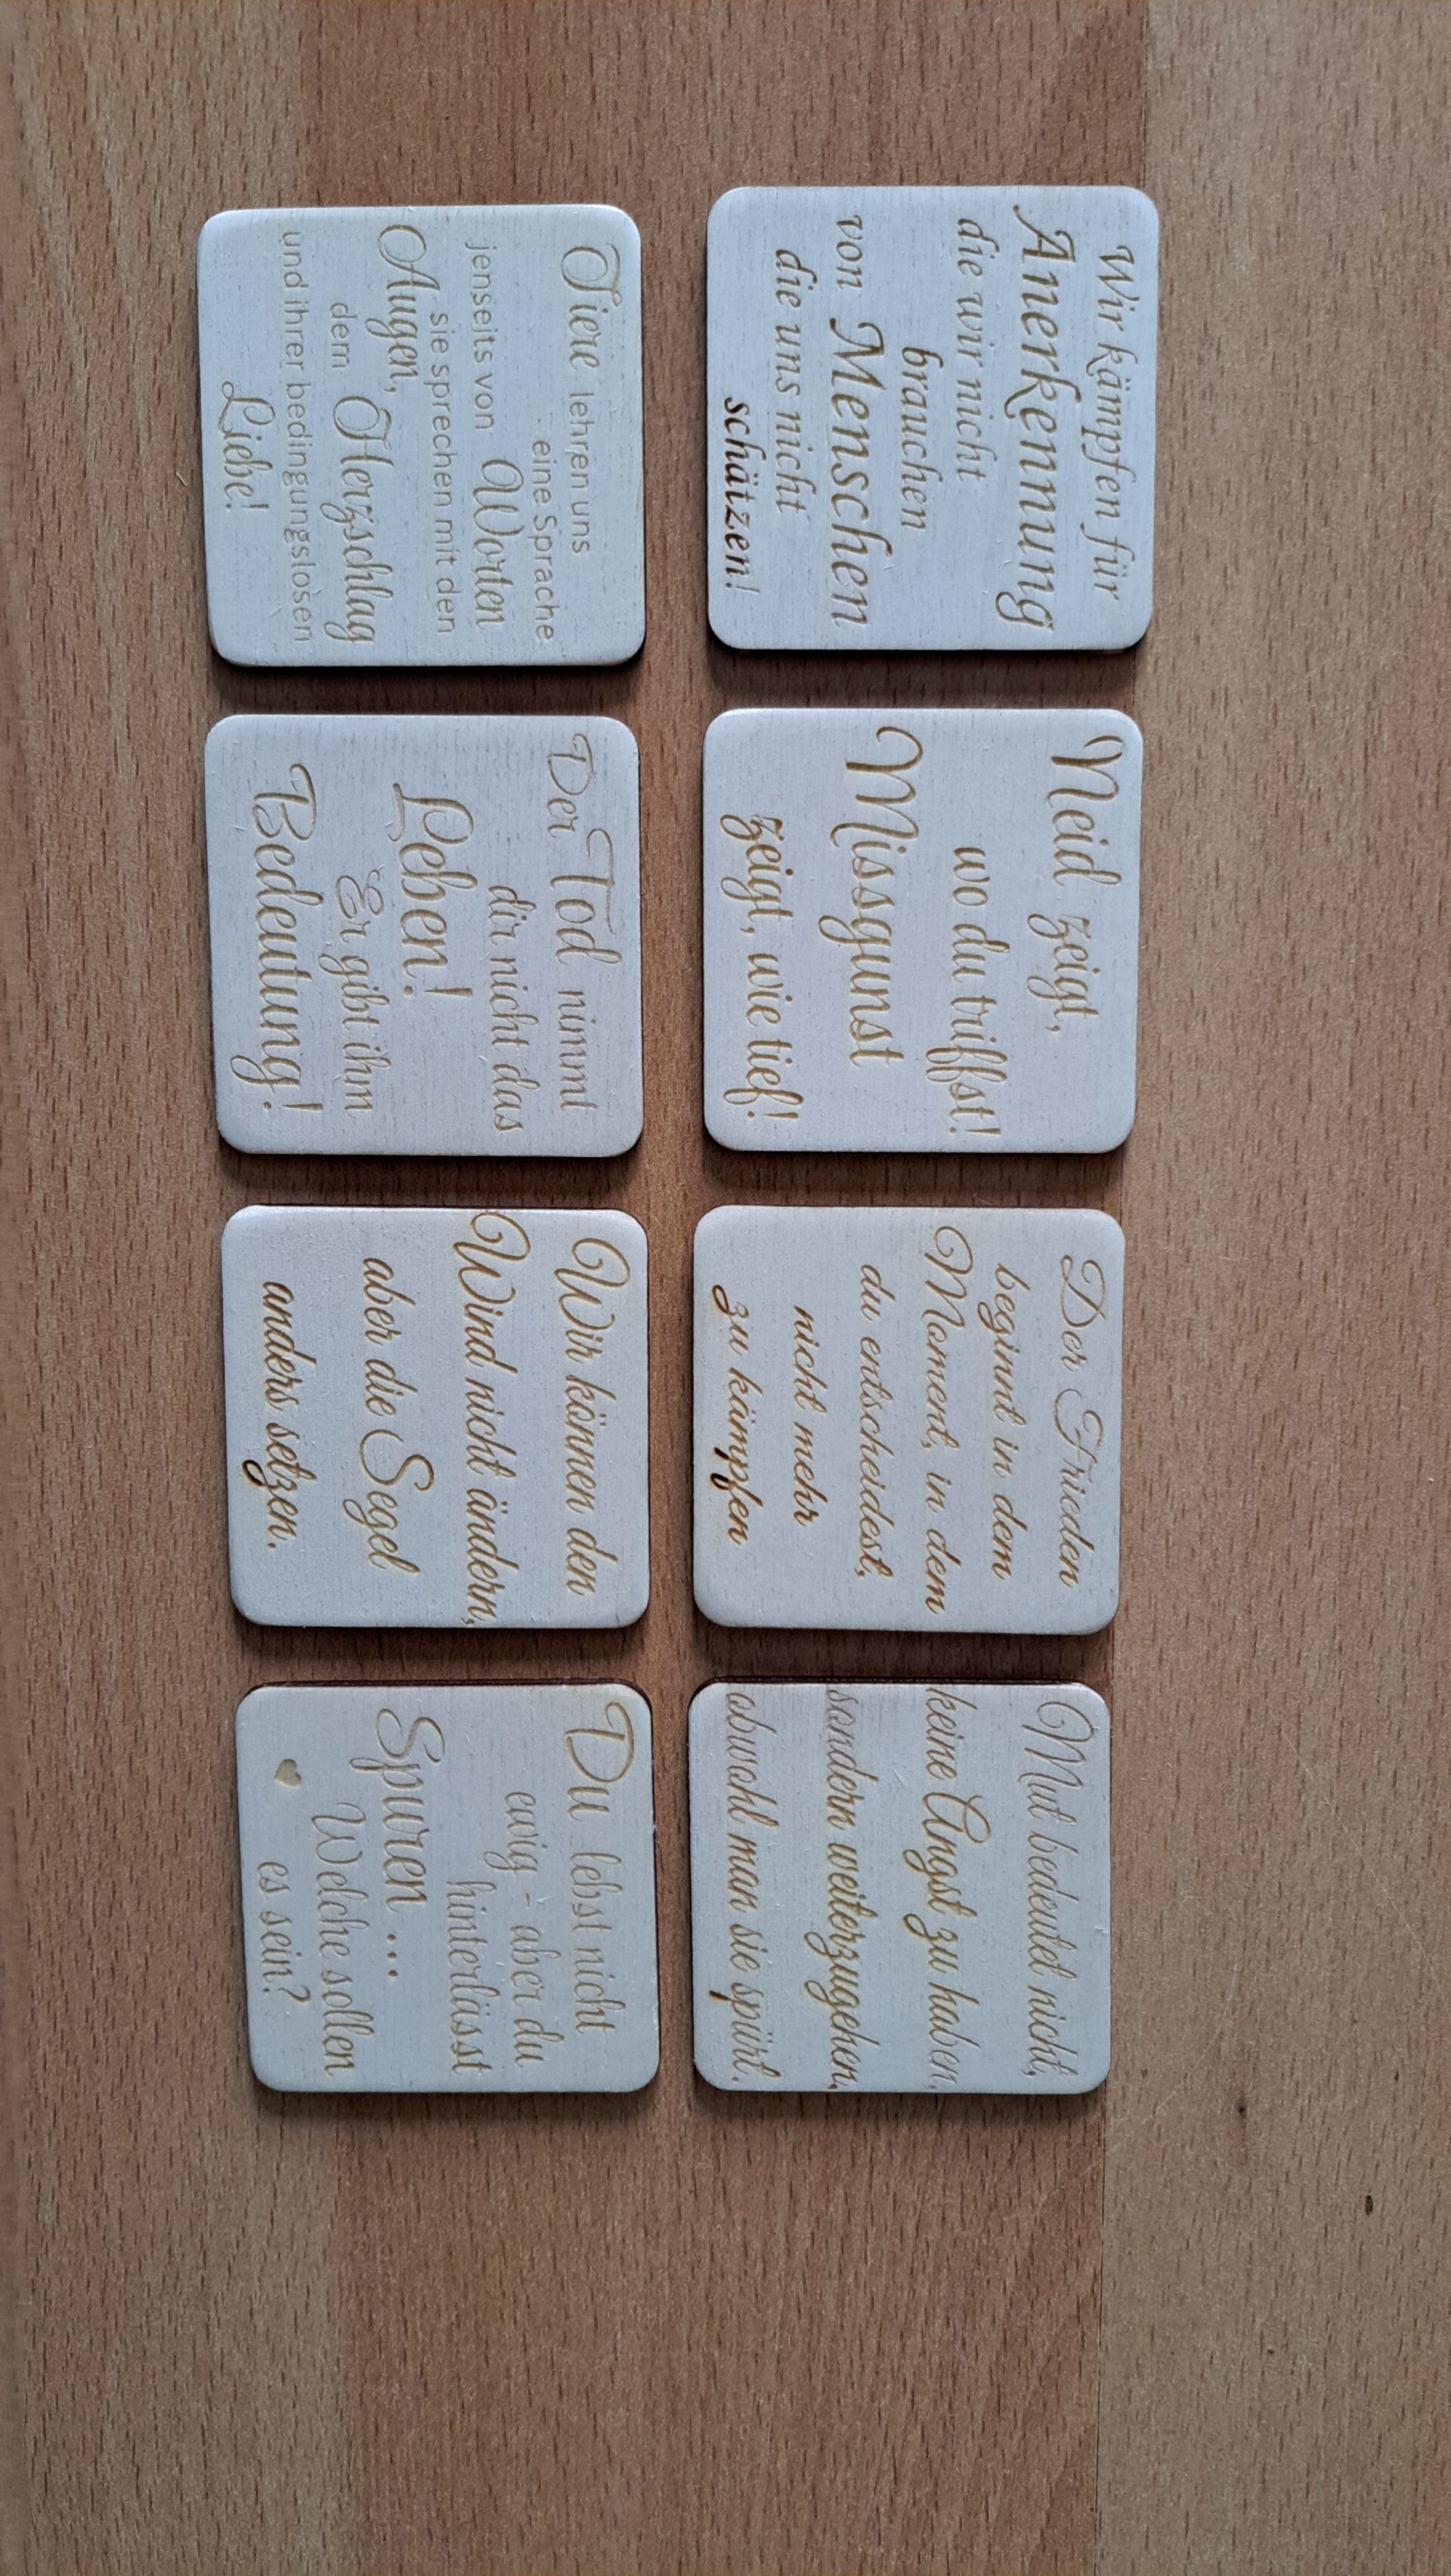 Wir kämpfen für
Anerkennung
die wir nicht
brauchen
von Menschen
die uns nicht
schätzen!
Neid zeigt,
wo du triffst!
Missgunst
zeigt, wie tief!
Der Frieden
beginnt in dem
Moment, in dem
du entscheidest,
nicht mehr
zu kämpfen
Mut bedeutet nicht,
keine Angst zu haben,
sondern weiterzugehen,
obwohl man sie spürt.
Tiere lehren uns
eine Sprache
jenseits von Worten
sie sprechen mit den
Augen,
dem Herzschlag
und ihrer bedingungslosen
Liebe!
Der Tod nimmt
dir nicht das
Leben!
Er gibt ihm
Bedeutung!
Wir können den
Wind nicht ändern,
aber die Segel
anders setzen.
Du lebst nicht
ewig - aber du
hinterlässt
Spuren ...
Welche sollen
es sein?